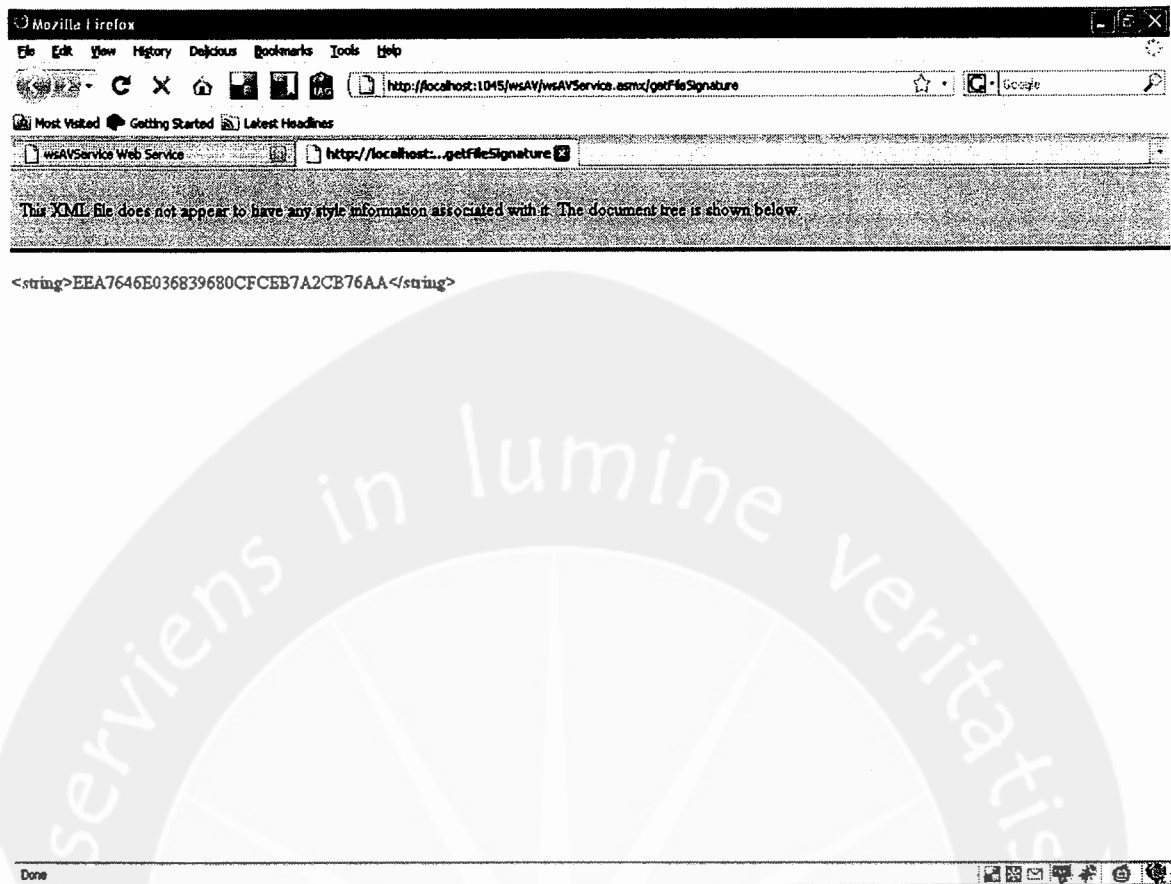 Mozilla Firefox
File Edit View History Delicious Bookmarks Tools Help
http://localhost:1045/wsAV/wsAVService.asmx/getFileSignature
Google
Most Visited Getting Started Latest Headlines
wsAVService Web Service http://localhost:...getFileSignature
This XML file does not appear to have any style information associated with it. The document tree is shown below.
<string>EEA7646E036839680CFCEB7A2CB76AA</string>
serviens in lumine veritatis
Done